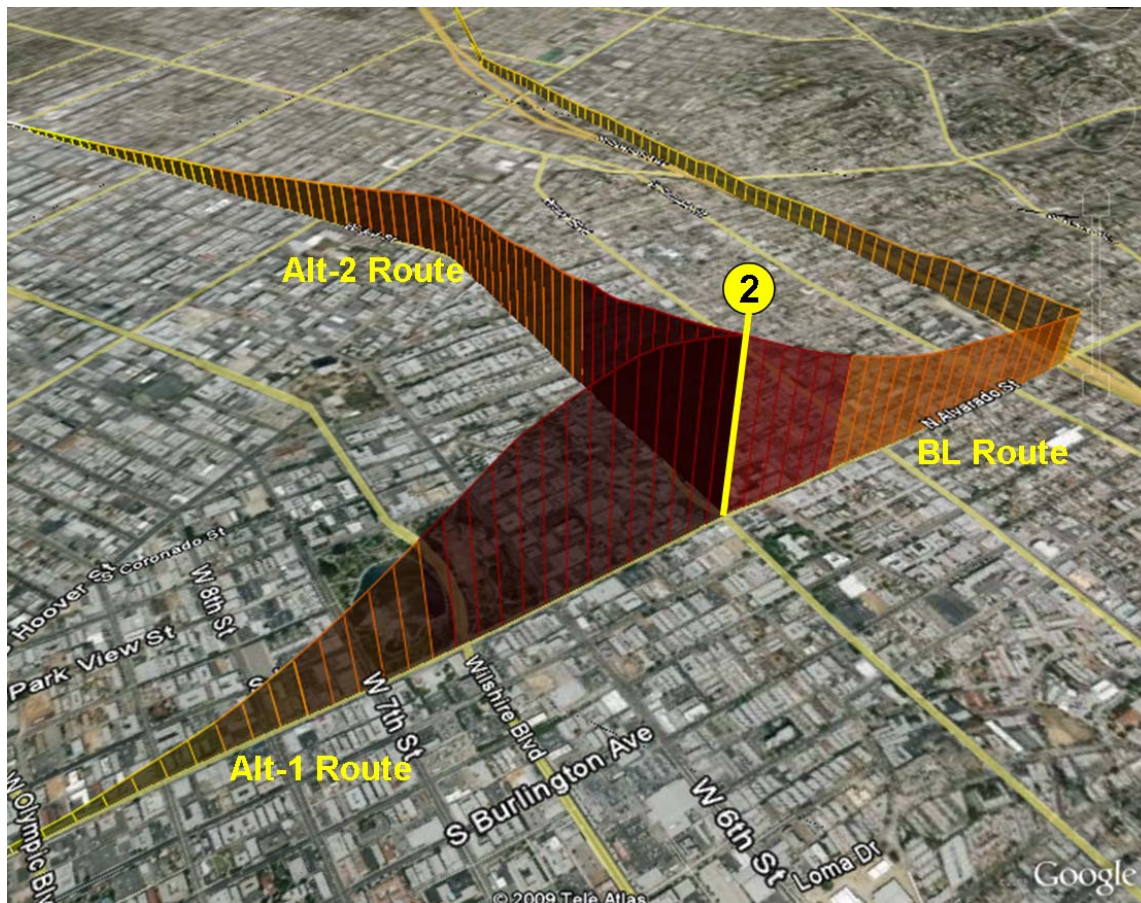 2
Alt-2 Route
N Alvarado St
BL Route
S Coronado St
Hoover St
W 8th St
Park View St
W 7th St
Wilshire Blvd
Alt-1 Route
S Burlington Ave
W 6th St
W Olympic Blv
Loma Dr
Google
© 2009 Tele Atlas